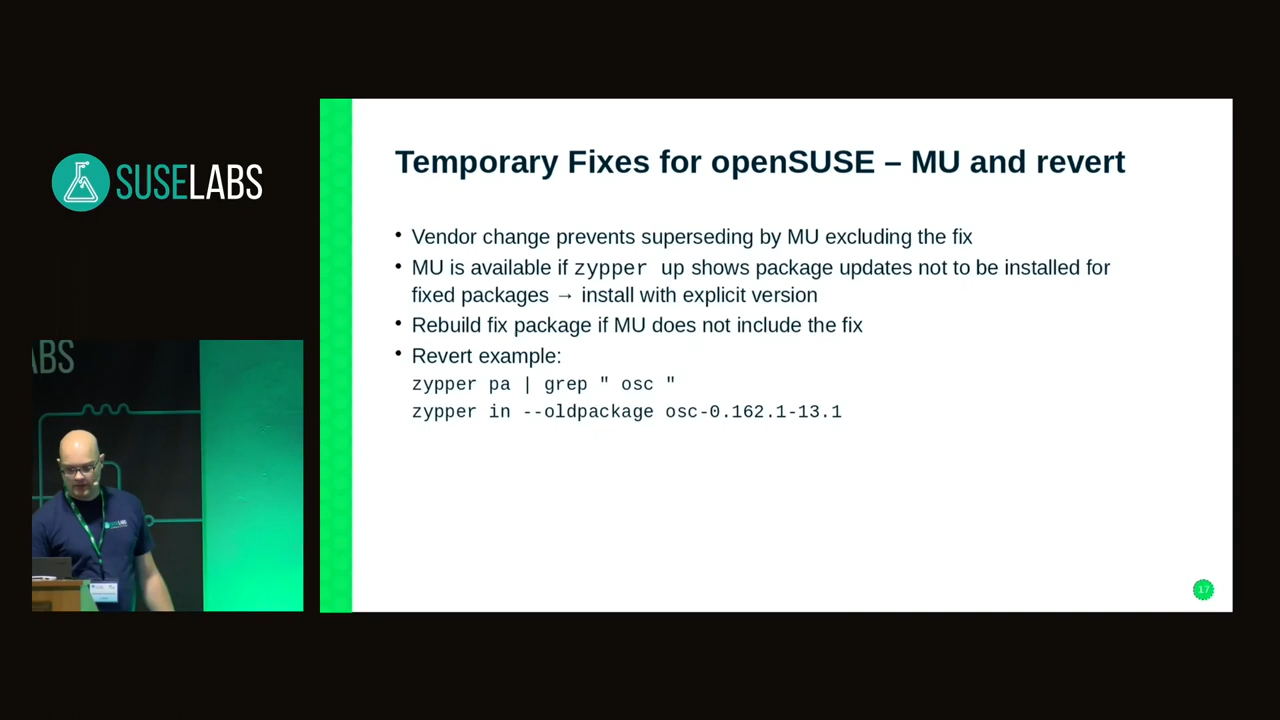 SUSELABS
Temporary Fixes for openSUSE – MU and revert
• Vendor change prevents superseding by MU excluding the fix
• MU is available if zypper up shows package updates not to be installed for
fixed packages → install with explicit version
• Rebuild fix package if MU does not include the fix
• Revert example:
zypper pa | grep " osc "
zypper in --oldpackage osc-0.162.1-13.1
17
ABS